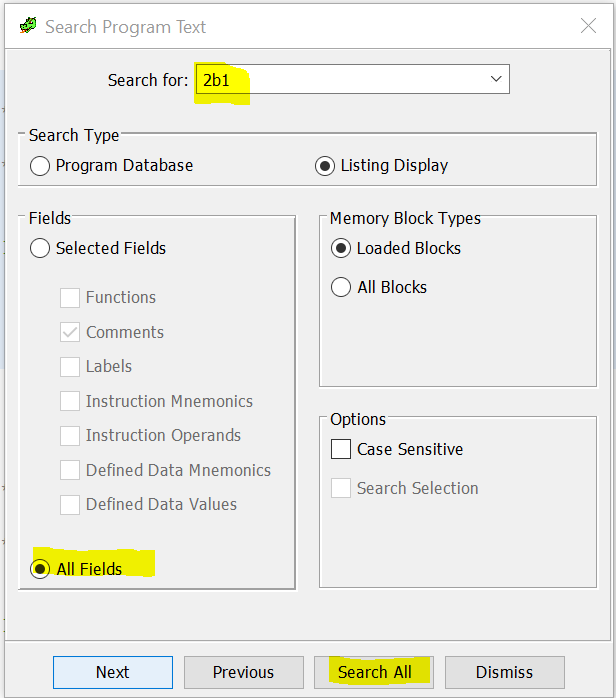 Search Program Text
Search for: 2b1
Search Type
Program Database
Listing Display
Fields
Selected Fields
Functions
Comments
Labels
Instruction Mnemonics
Instruction Operands
Defined Data Mnemonics
Defined Data Values
All Fields
Memory Block Types
Loaded Blocks
All Blocks
Options
Case Sensitive
Search Selection
Next
Previous
Search All
Dismiss